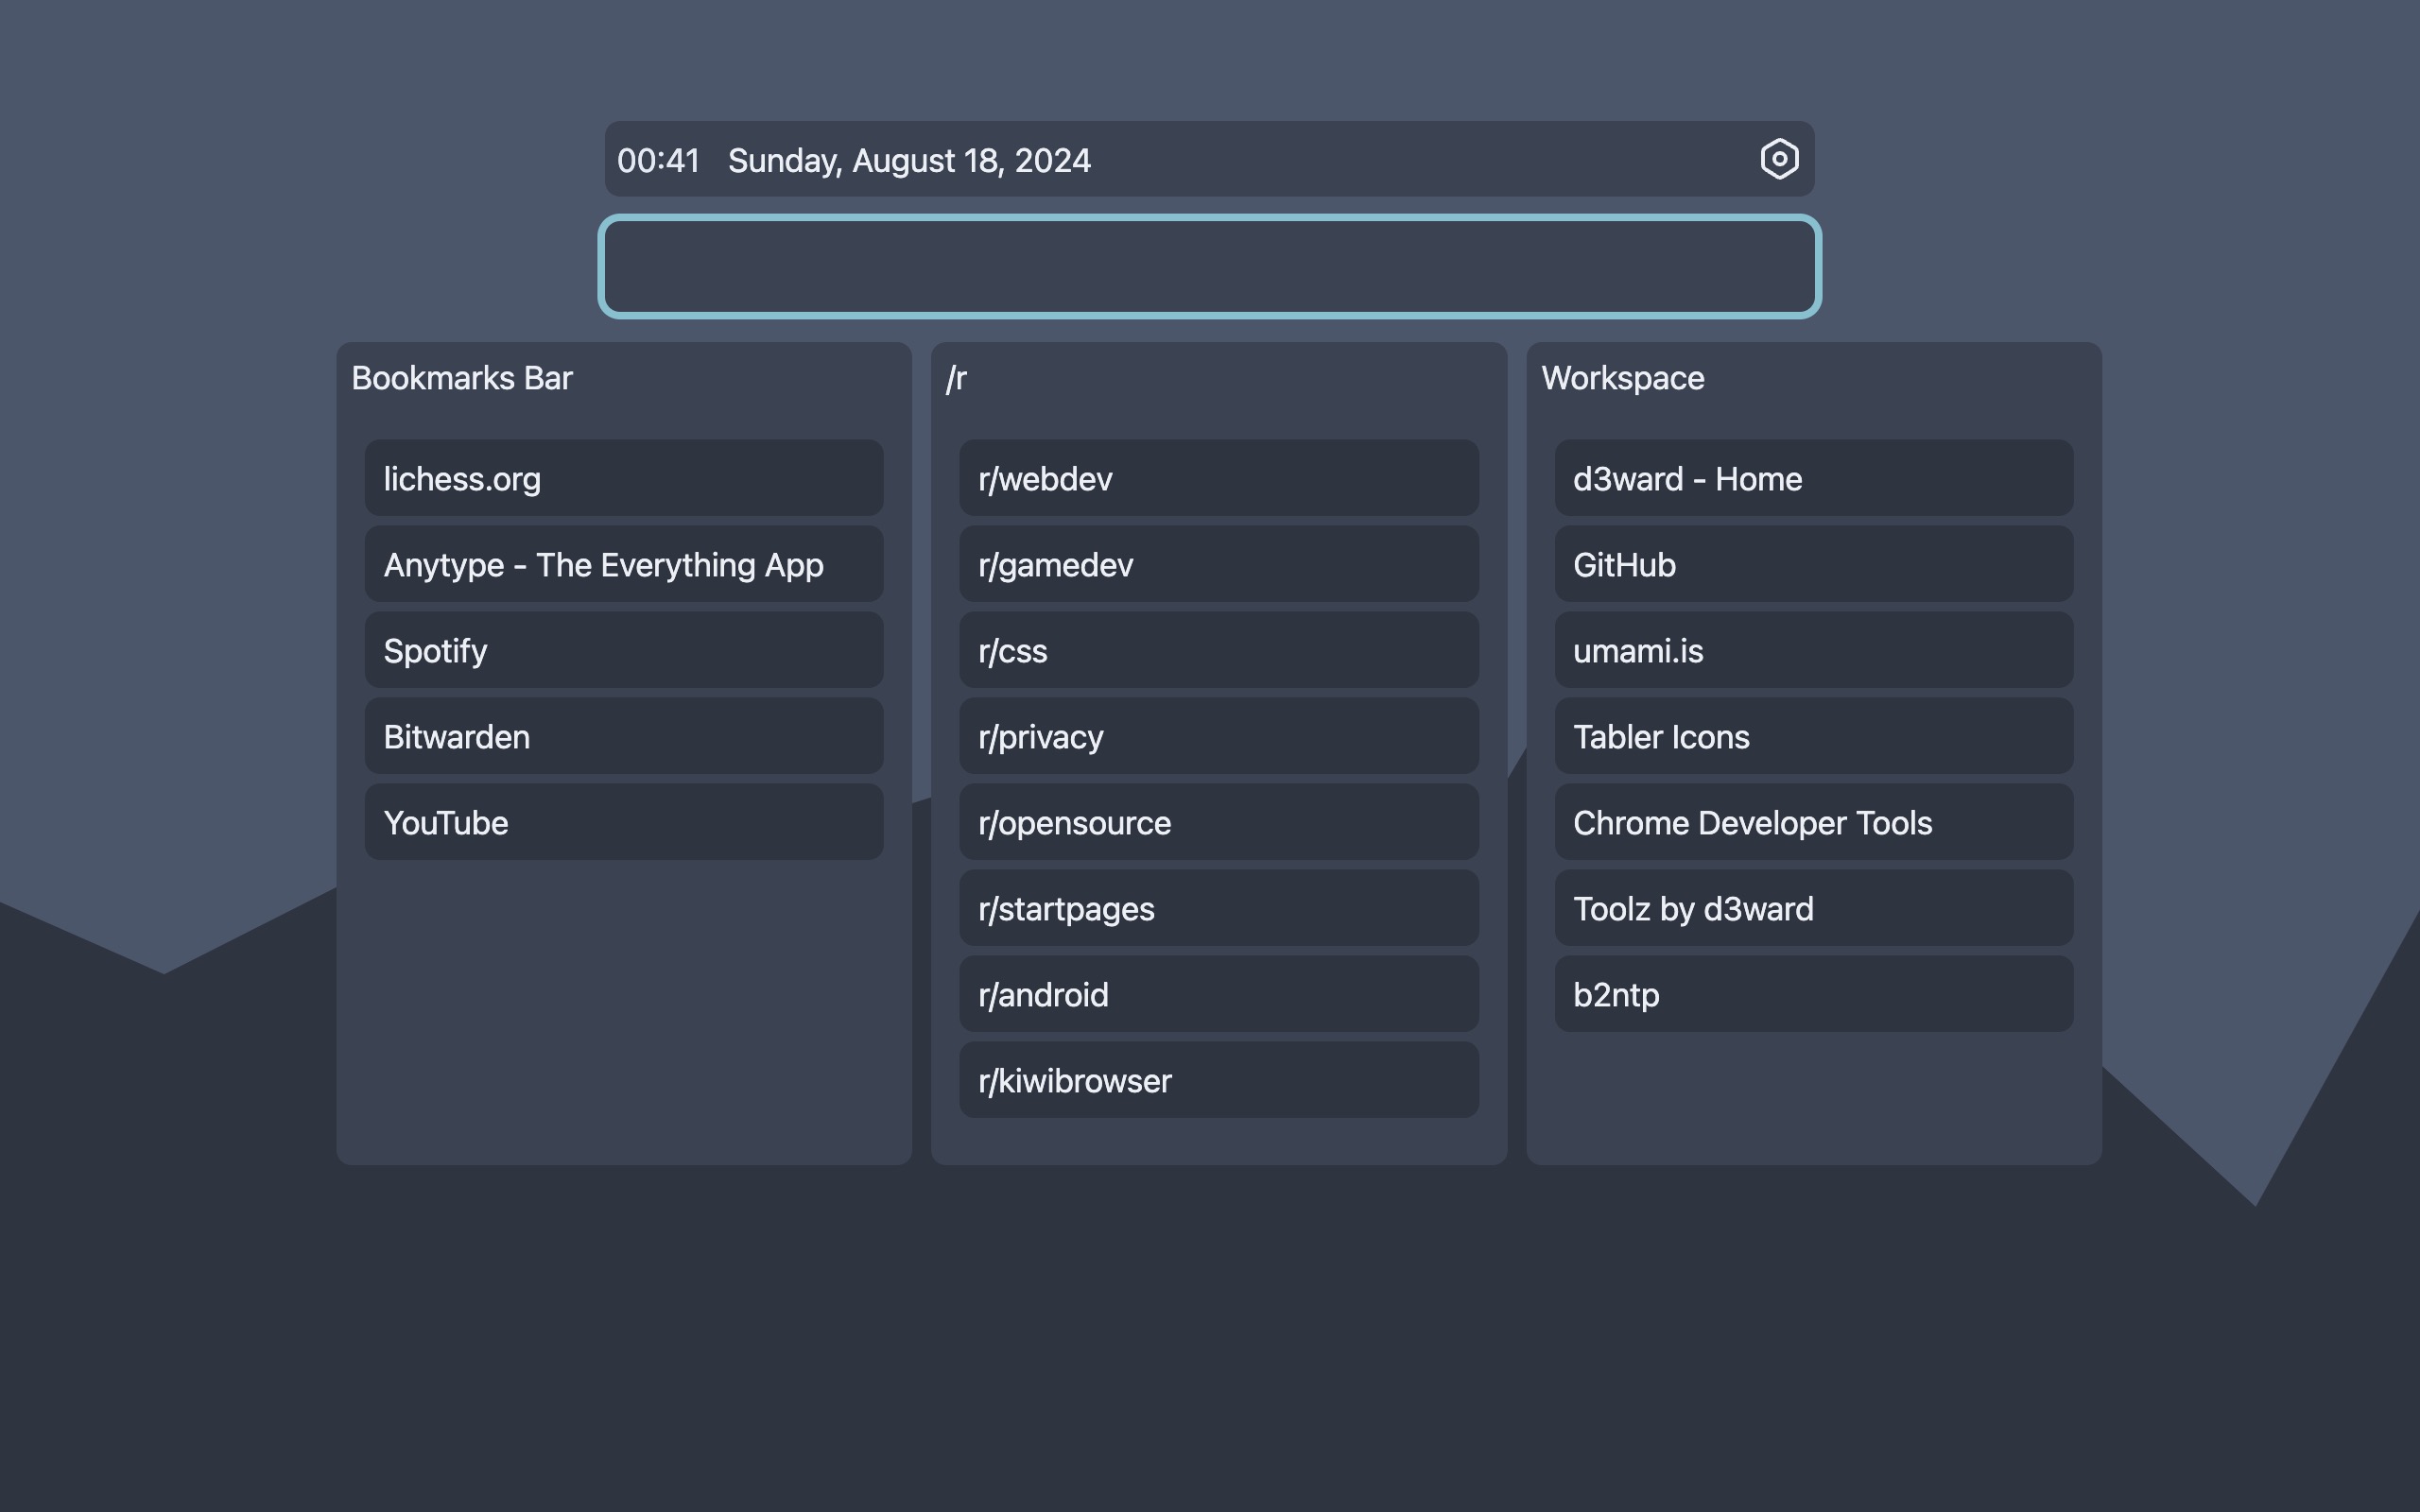 00:41 Sunday, August 18, 2024
Bookmarks Bar
lichess.org
Anytype - The Everything App
Spotify
Bitwarden
YouTube
/r
r/webdev
r/gamedev
r/css
r/privacy
r/opensource
r/startpages
r/android
r/kiwibrowser
Workspace
d3ward - Home
GitHub
umami.is
Tabler Icons
Chrome Developer Tools
Toolz by d3ward
b2ntp